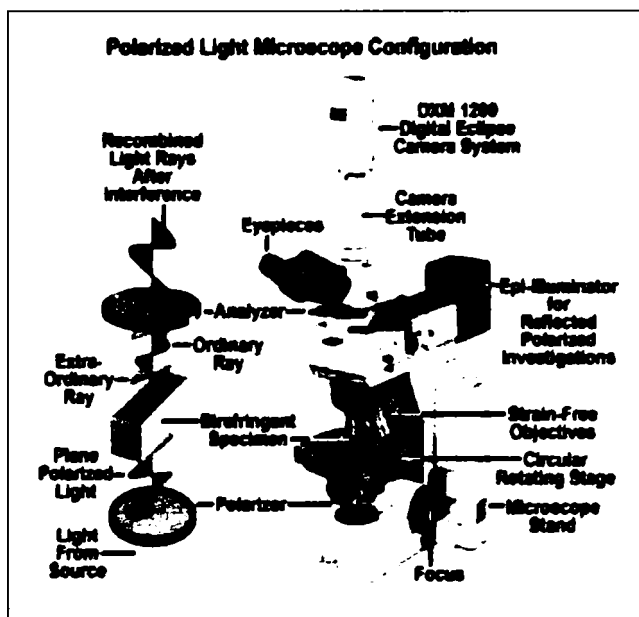 Polarized Light Microscope Configuration
DXM 1200
Digital Eclipse
Camera System
Recombined
Light Rays
After
Interference
Camera
Extension
Tube
Eyepieces
Epi-Illuminator
for
Reflected
Polarized
Investigations
Analyzer
Ordinary
Ray
Extra-
Ordinary
Ray
Birefringent
Specimen
Strain-Free
Objectives
Plane
Polarized
Light
Circular
Rotating Stage
Polarizer
Microscope
Stand
Light
From
Source
Focus